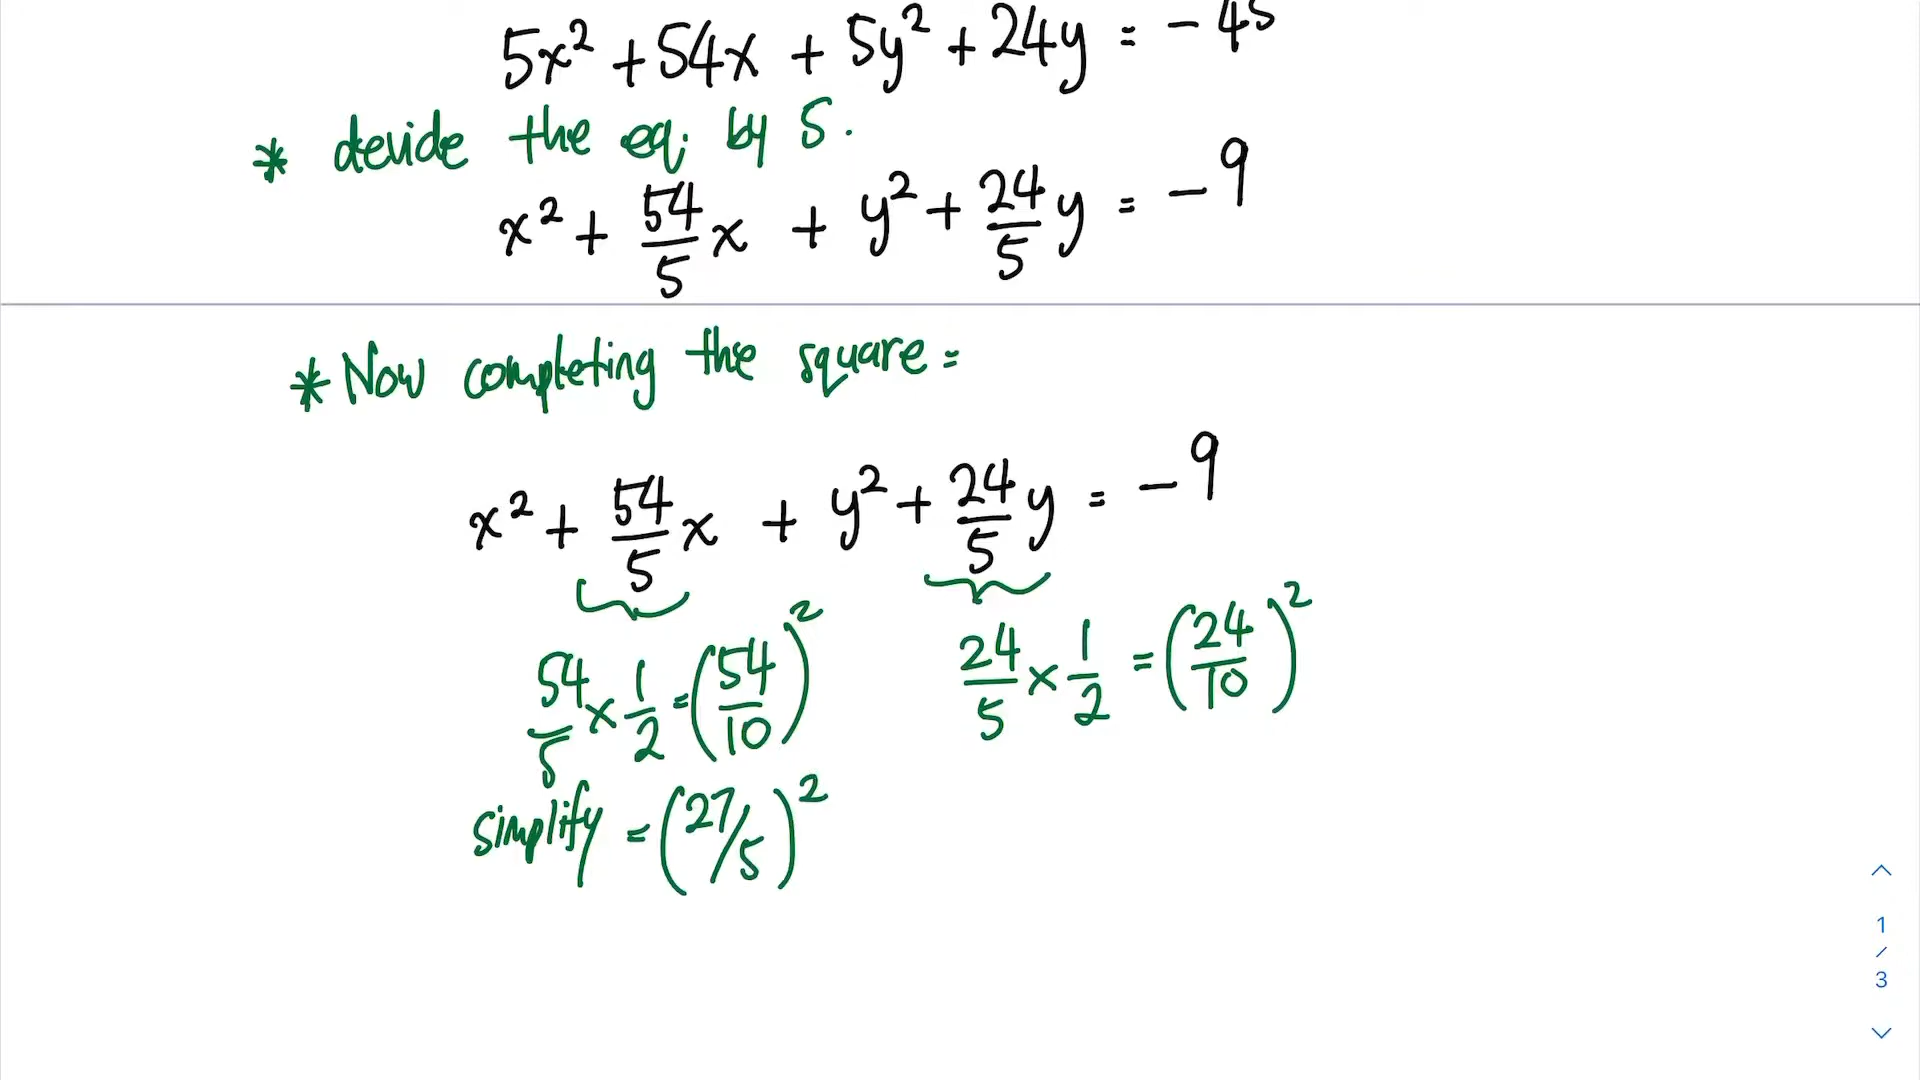 5x² + 54x + 5y² + 24y = - 45
* devide the eq. by 5.
x² + 54/5 x + y² + 24/5 y = - 9
* Now completing the square =
x² + 54/5 x + y² + 24/5 y = - 9
54/5 × 1/2 = (54/10)² 24/5 × 1/2 = (24/10)²
simplify = (27/5)²
1
/
3